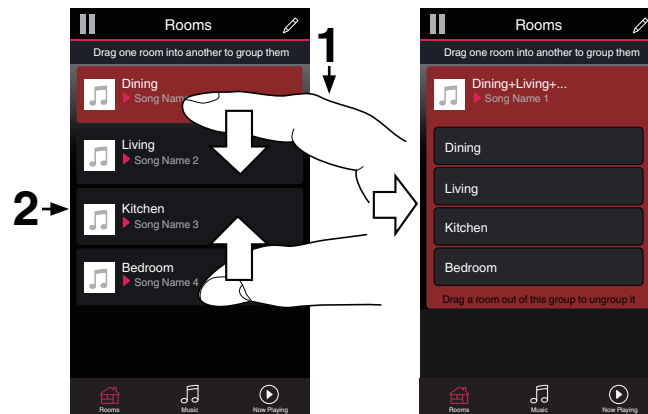 Rooms
Drag one room into another to group them
1
Dining
Song Nam
Living
Song Name 2
2
Kitchen
Song Name 3
Bedroom
Song Name 4
Rooms
Music
Now Playing
Rooms
Drag one room into another to group them
Dining+Living+...
Song Name 1
Dining
Living
Kitchen
Bedroom
Drag a room out of this group to ungroup it
Rooms
Music
Now Playing